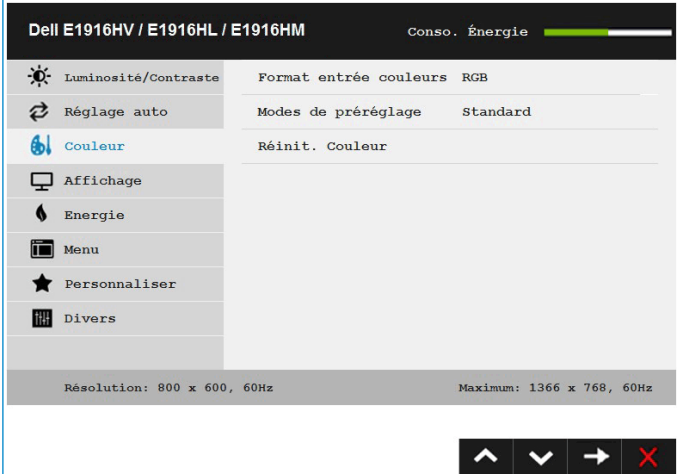 Dell E1916HV / E1916HL / E1916HM
Conso. Énergie
Luminosité/Contraste
Format entrée couleurs RGB
Réglage auto
Modes de préréglage Standard
Couleur
Réinit. Couleur
Affichage
Energie
Menu
Personnaliser
Divers
Résolution: 800 x 600, 60Hz
Maximum: 1366 x 768, 60Hz